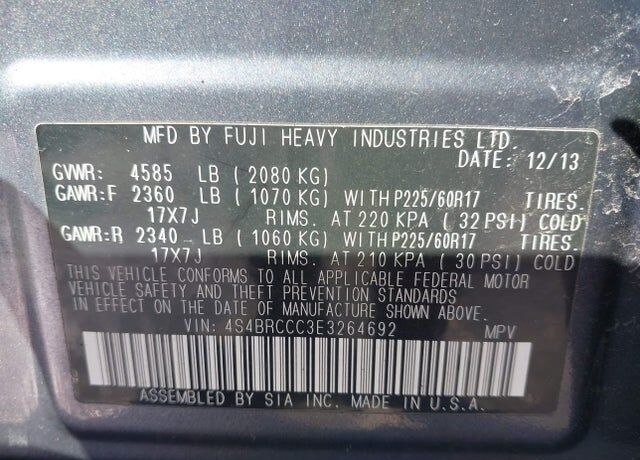 MFD BY FUJI HEAVY INDUSTRIES LTD.
DATE: 12/13
GVWR: 4585 LB ( 2080 KG)
GAWR:F 2360 LB ( 1070 KG) WITH P225/60R17 TIRES.
17X7J RIMS. AT 220 KPA ( 32 PSI) COLD
GAWR:R 2340 LB ( 1060 KG) WITH P225/60R17 TIRES.
17X7J RIMS. AT 210 KPA ( 30 PSI) COLD
THIS VEHICLE CONFORMS TO ALL APPLICABLE FEDERAL MOTOR
VEHICLE SAFETY AND THEFT PREVENTION STANDARDS
IN EFFECT ON THE DATE OF MANUFACTURE SHOWN ABOVE.
VIN: 4S4BRCCC3E3264692 MPV
ASSEMBLED BY SIA INC. MADE IN U.S.A.